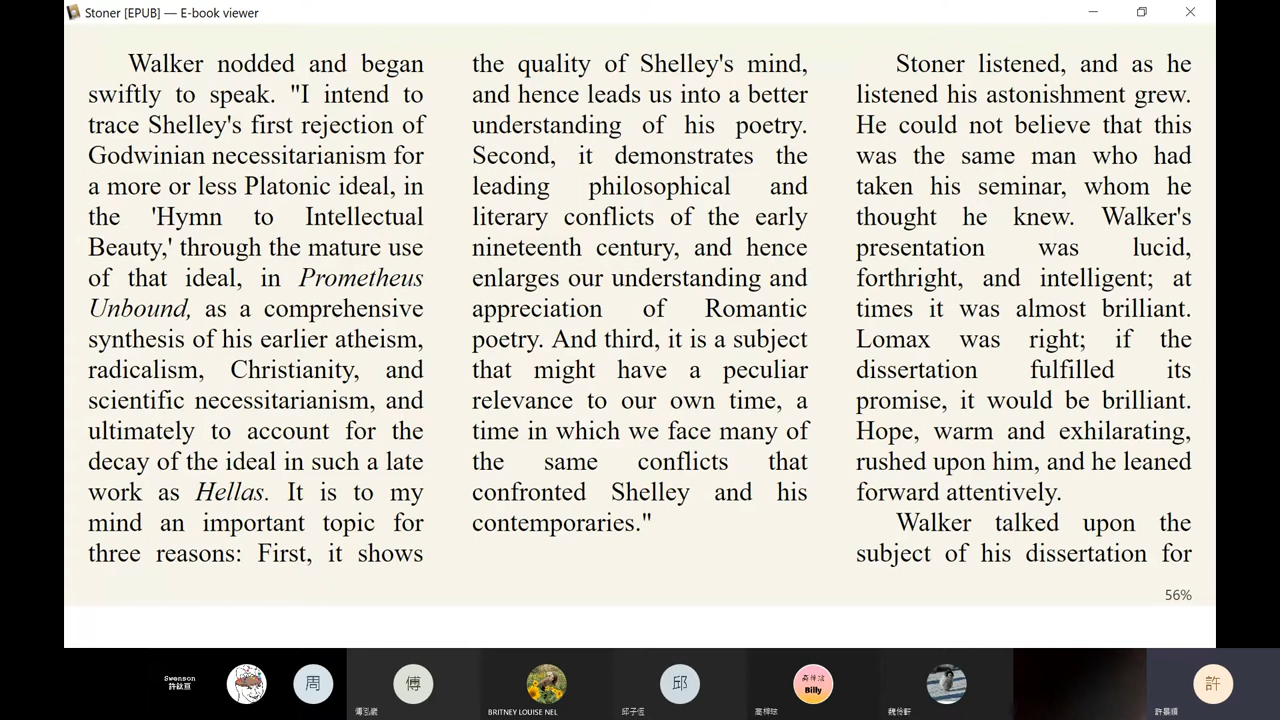 Stoner [EPUB] — E-book viewer
Walker nodded and began
swiftly to speak. "I intend to
trace Shelley's first rejection of
Godwinian necessitarianism for
a more or less Platonic ideal, in
the 'Hymn to Intellectual
Beauty,' through the mature use
of that ideal, in Prometheus
Unbound, as a comprehensive
synthesis of his earlier atheism,
radicalism, Christianity, and
scientific necessitarianism, and
ultimately to account for the
decay of the ideal in such a late
work as Hellas. It is to my
mind an important topic for
three reasons: First, it shows
the quality of Shelley's mind,
and hence leads us into a better
understanding of his poetry.
Second, it demonstrates the
leading philosophical and
literary conflicts of the early
nineteenth century, and hence
enlarges our understanding and
appreciation of Romantic
poetry. And third, it is a subject
that might have a peculiar
relevance to our own time, a
time in which we face many of
the same conflicts that
confronted Shelley and his
contemporaries."
Stoner listened, and as he
listened his astonishment grew.
He could not believe that this
was the same man who had
taken his seminar, whom he
thought he knew. Walker's
presentation was lucid,
forthright, and intelligent; at
times it was almost brilliant.
Lomax was right; if the
dissertation fulfilled its
promise, it would be brilliant.
Hope, warm and exhilarating,
rushed upon him, and he leaned
forward attentively.
Walker talked upon the
subject of his dissertation for
56%
Swenson
周
傅
BRITNEY LOUISE NEL
邱
邱子恆
Billy
許